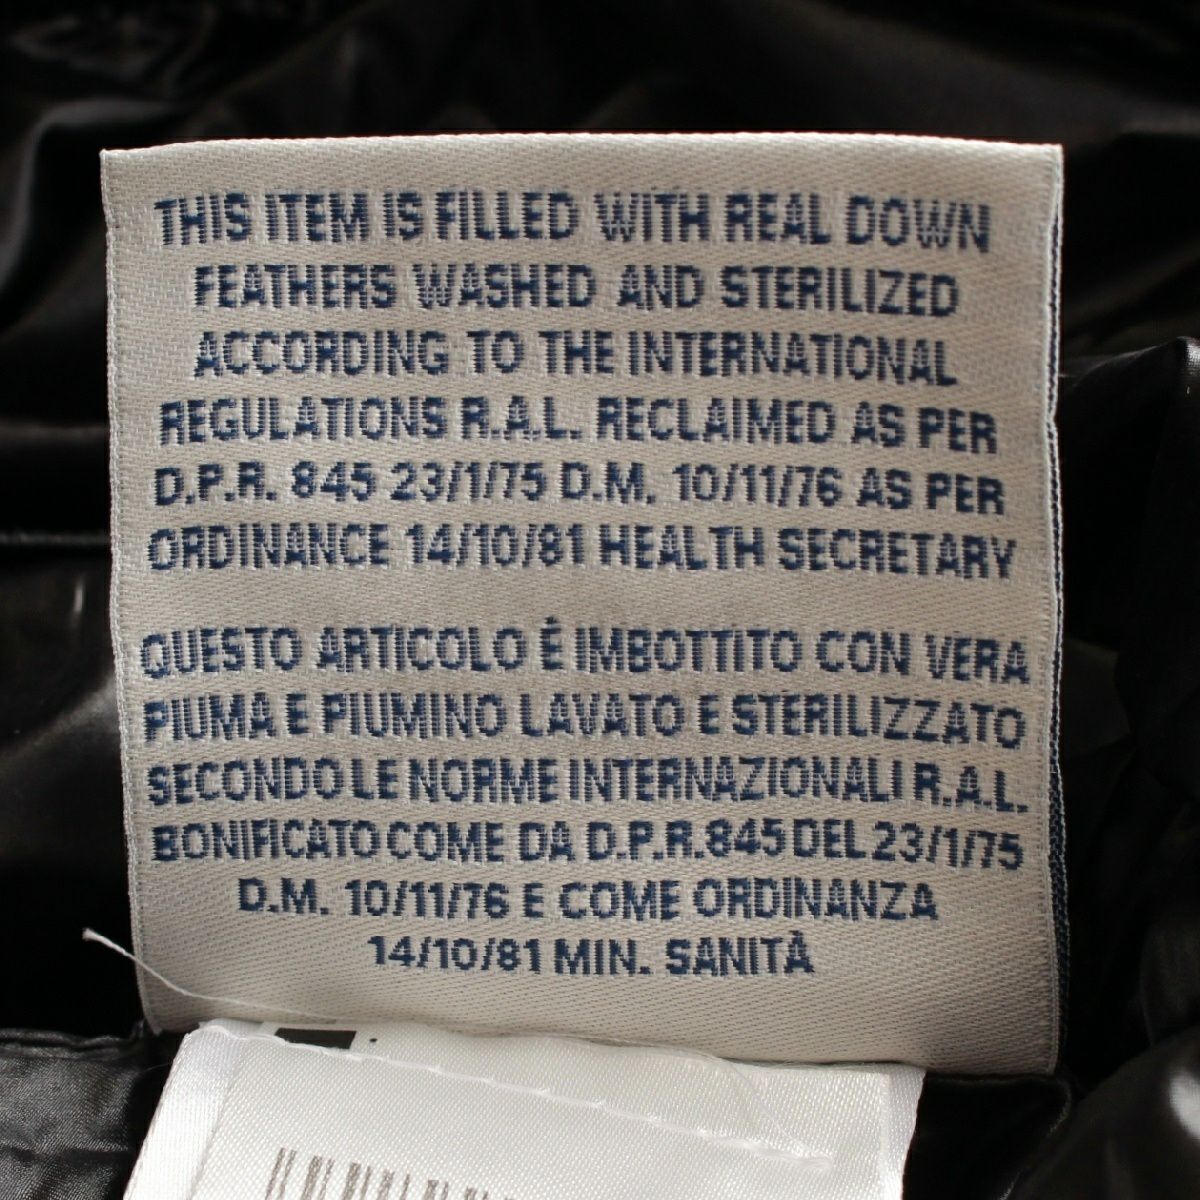 THIS ITEM IS FILLED WITH REAL DOWN
FEATHERS WASHED AND STERILIZED
ACCORDING TO THE INTERNATIONAL
REGULATIONS R.A.L. RECLAIMED AS PER
D.P.R. 845 23/1/75 D.M. 10/11/76 AS PER
ORDINANCE 14/10/81 HEALTH SECRETARY
QUESTO ARTICOLO É IMBOTTITO CON VERA
PIUMA E PIUMINO LAVATO E STERILIZZATO
SECONDO LE NORME INTERNAZIONALI R.A.L.
BONIFICATO COME DA D.P.R. 845 DEL 23/1/75
D.M. 10/11/76 E COME ORDINANZA
14/10/81 MIN. SANITÀ